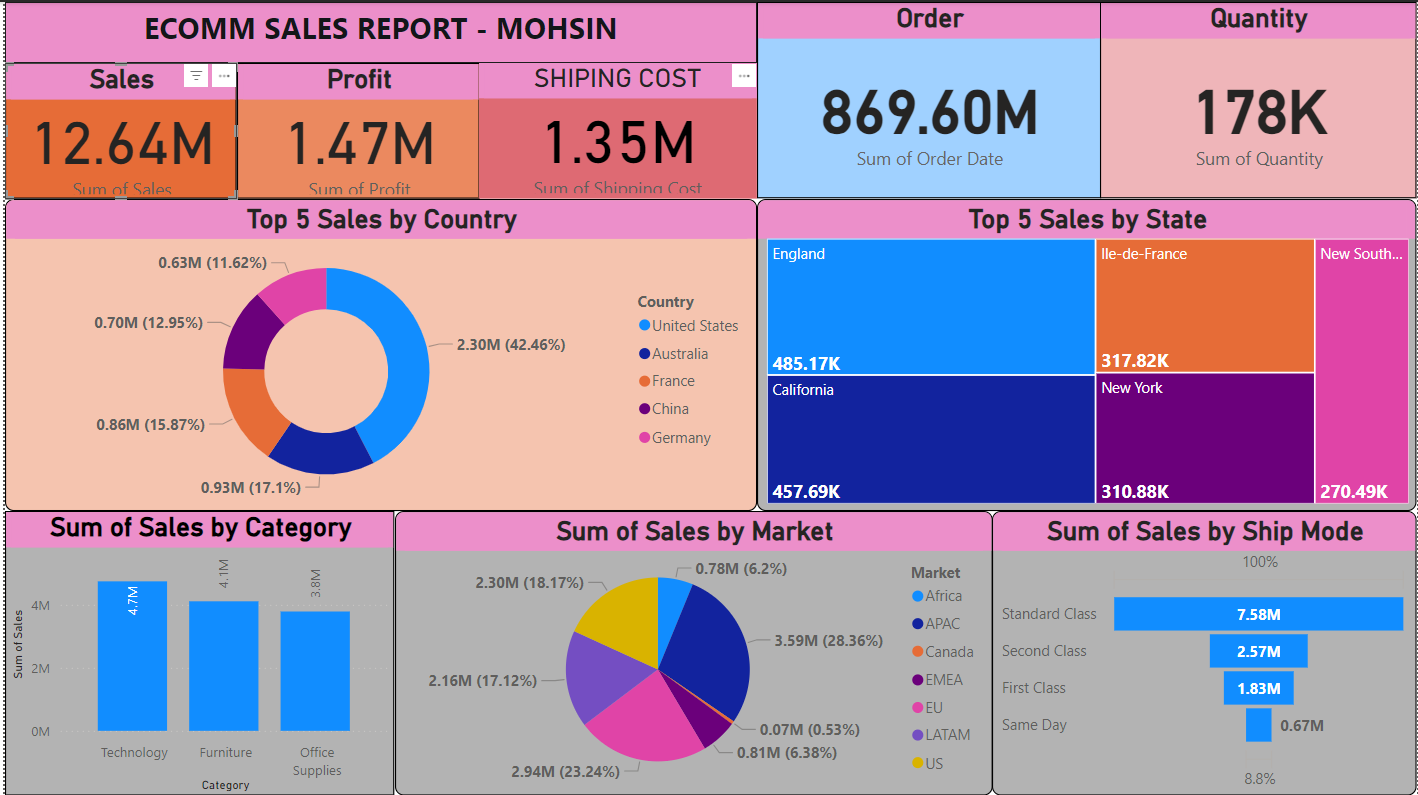 ECOMM SALES REPORT - MOHSIN
Order
Quantity
Sales
Profit
SHIPING COST
12.64M
Sum of Sales
1.47M
Sum of Profit
1.35M
Sum of Shipping Cost
869.60M
Sum of Order Date
178K
Sum of Quantity
Top 5 Sales by Country
0.63M (11.62%)
0.70M (12.95%)
2.30M (42.46%)
0.86M (15.87%)
0.93M (17.1%)
Country
United States
Australia
France
China
Germany
Top 5 Sales by State
England
485.17K
California
457.69K
Ile-de-France
317.82K
New York
310.88K
New South...
270.49K
Sum of Sales by Category
Sum of Sales
4M
2M
0M
4.7M
4.1M
3.8M
Technology
Furniture
Office
Supplies
Category
Sum of Sales by Market
0.78M (6.2%)
2.30M (18.17%)
3.59M (28.36%)
2.16M (17.12%)
0.07M (0.53%)
0.81M (6.38%)
2.94M (23.24%)
Market
Africa
APAC
Canada
EMEA
EU
LATAM
US
Sum of Sales by Ship Mode
100%
Standard Class
7.58M
Second Class
2.57M
First Class
1.83M
Same Day
0.67M
8.8%